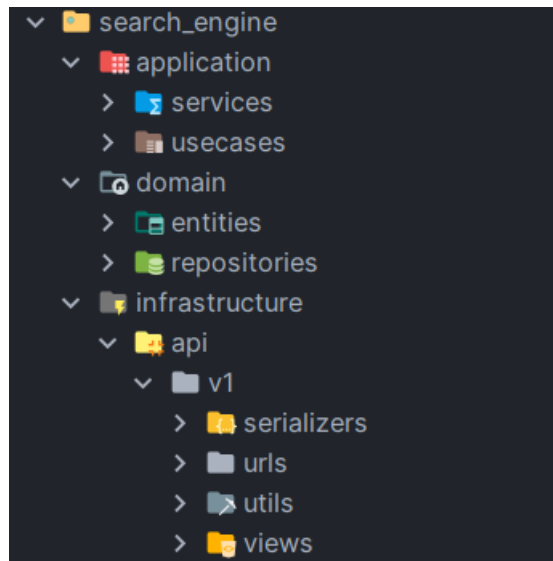 search_engine
application
services
usecases
domain
entities
repositories
infrastructure
api
v1
serializers
urls
utils
views